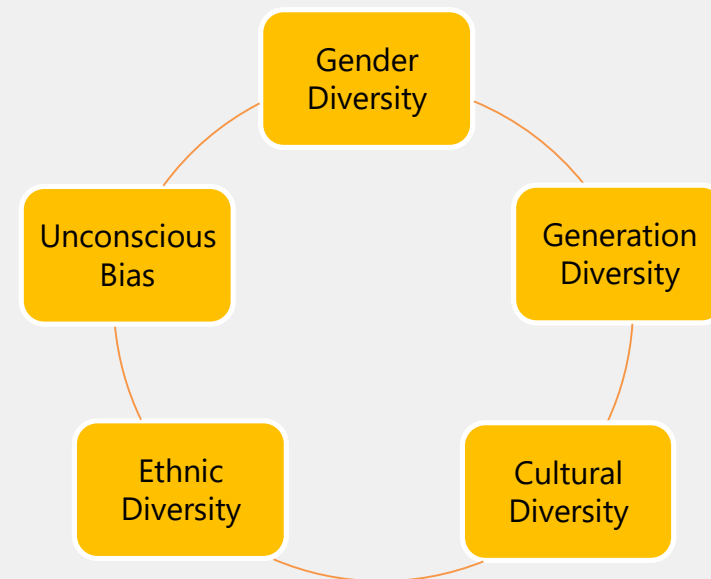 Gender
Diversity
Generation
Diversity
Cultural
Diversity
Ethnic
Diversity
Unconscious
Bias